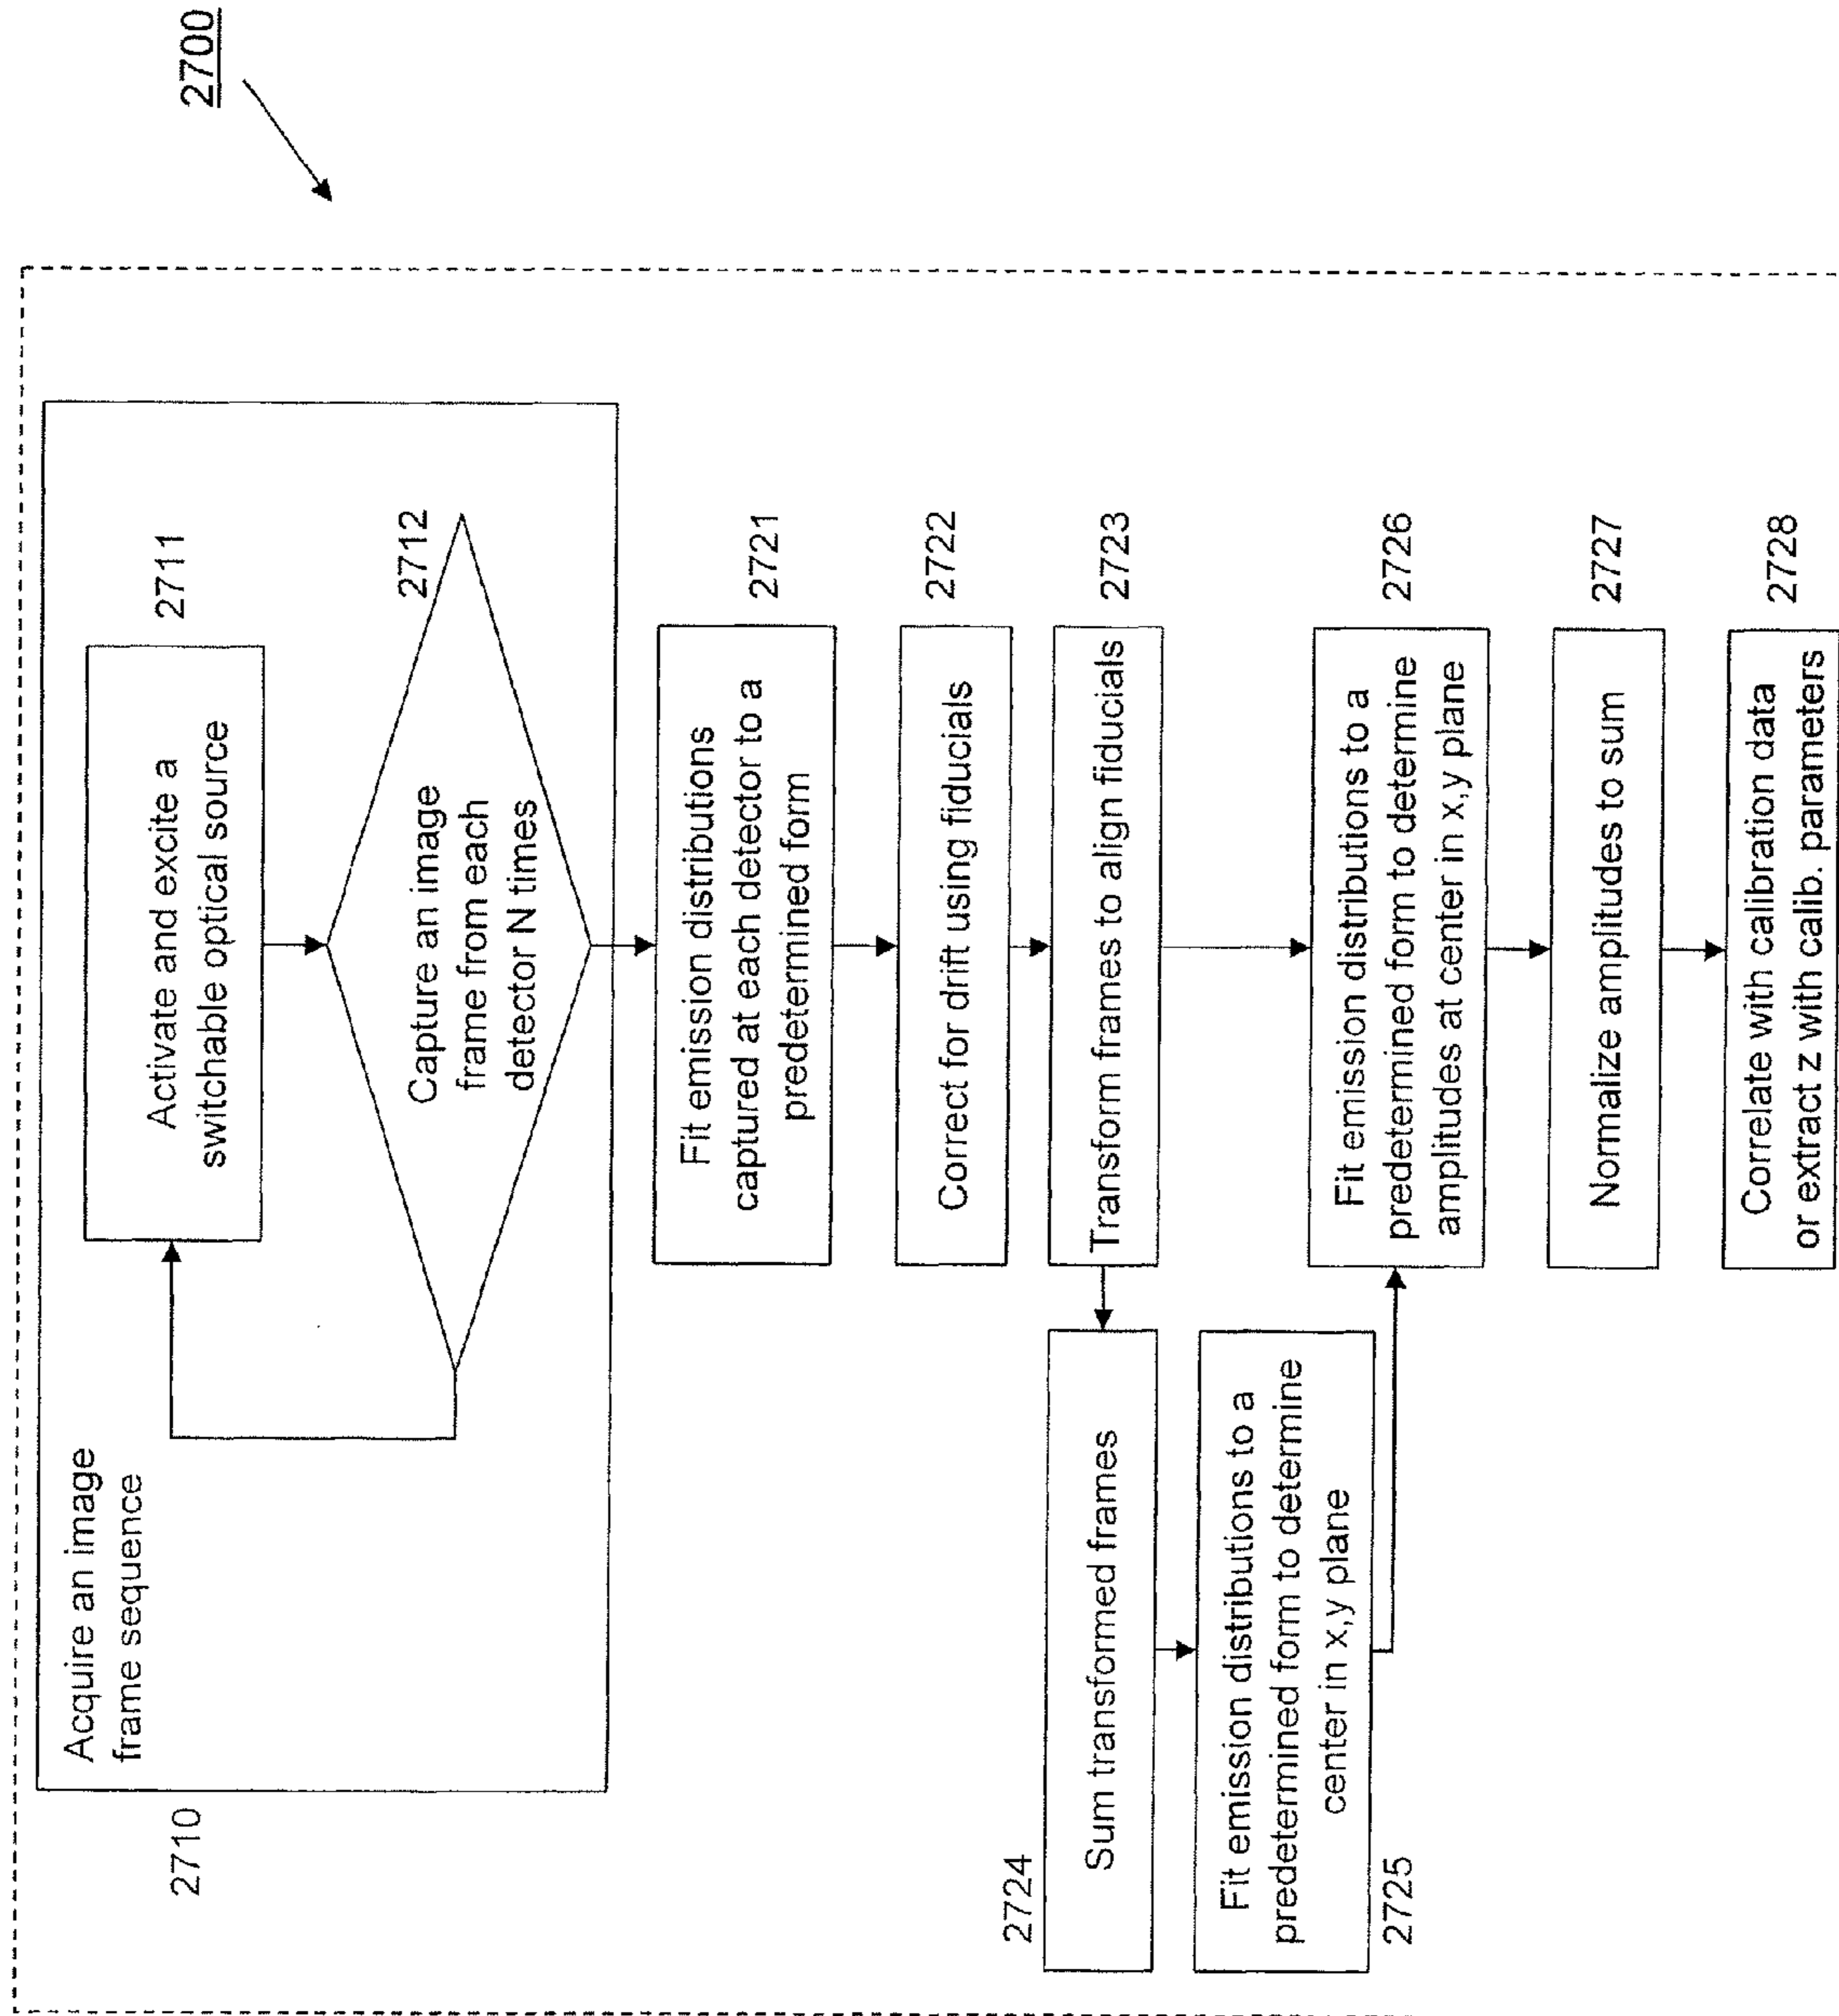 2700
Acquire an image
frame sequence
2710
Activate and excite a
switchable optical source
2711
Capture an image
frame from each
detector N times
2712
Fit emission distributions
captured at each detector to a
predetermined form
2721
Correct for drift using fiducials
2722
Transform frames to align fiducials
2723
2724
Sum transformed frames
Fit emission distributions to a
predetermined form to determine
center in x,y plane
2725
Fit emission distributions to a
predetermined form to determine
amplitudes at center in x,y plane
2726
Normalize amplitudes to sum
2727
Correlate with calibration data
or extract z with calib. parameters
2728